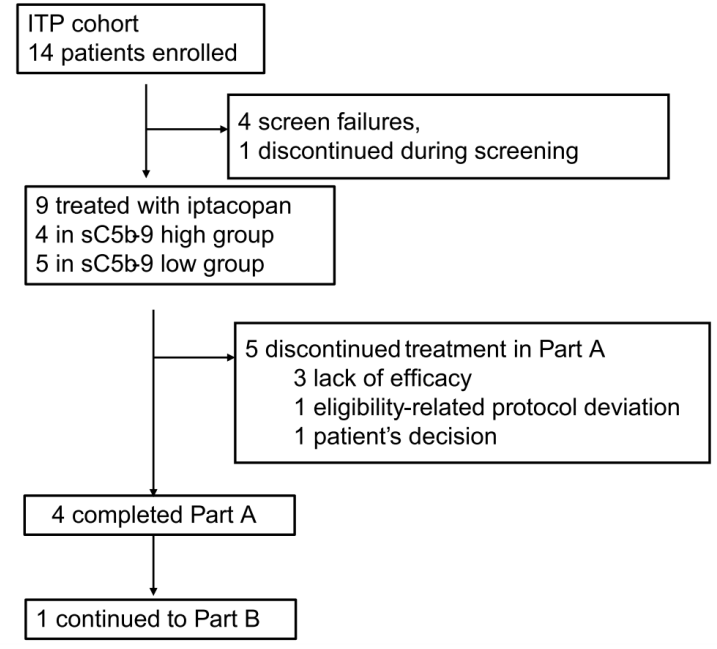 ITP cohort
14 patients enrolled
4 screen failures,
1 discontinued during screening
9 treated with iptacopan
4 in sC5b-9 high group
5 in sC5b-9 low group
5 discontinued treatment in Part A
3 lack of efficacy
1 eligibility-related protocol deviation
1 patient’s decision
4 completed Part A
1 continued to Part B